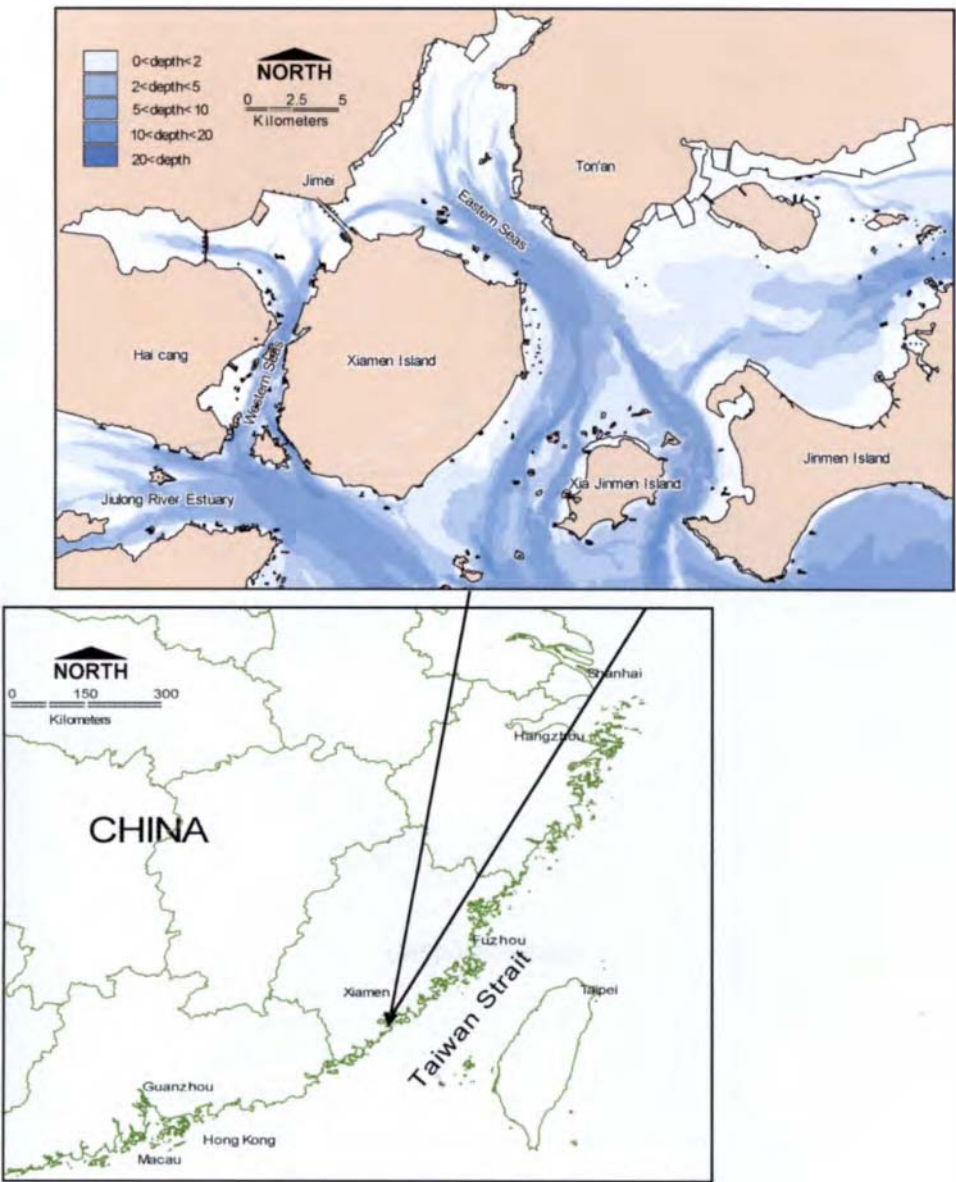 0<depth<2
2<depth<5
5<depth<10
10<depth<20
20<depth
NORTH
0 2.5 5
Kilometers
Jimei
Ton'an
Eastern Seas
Hai cang
Western Seas
Xiamen Island
Jinmen Island
Xia Jinmen Island
Jiulong River Estuary
NORTH
0 150 300
Kilometers
Shanhai
Hangzhou
CHINA
Fuzhou
Xiamen
Taipei
Taiwan Strait
Guanzhou
Hong Kong
Macau